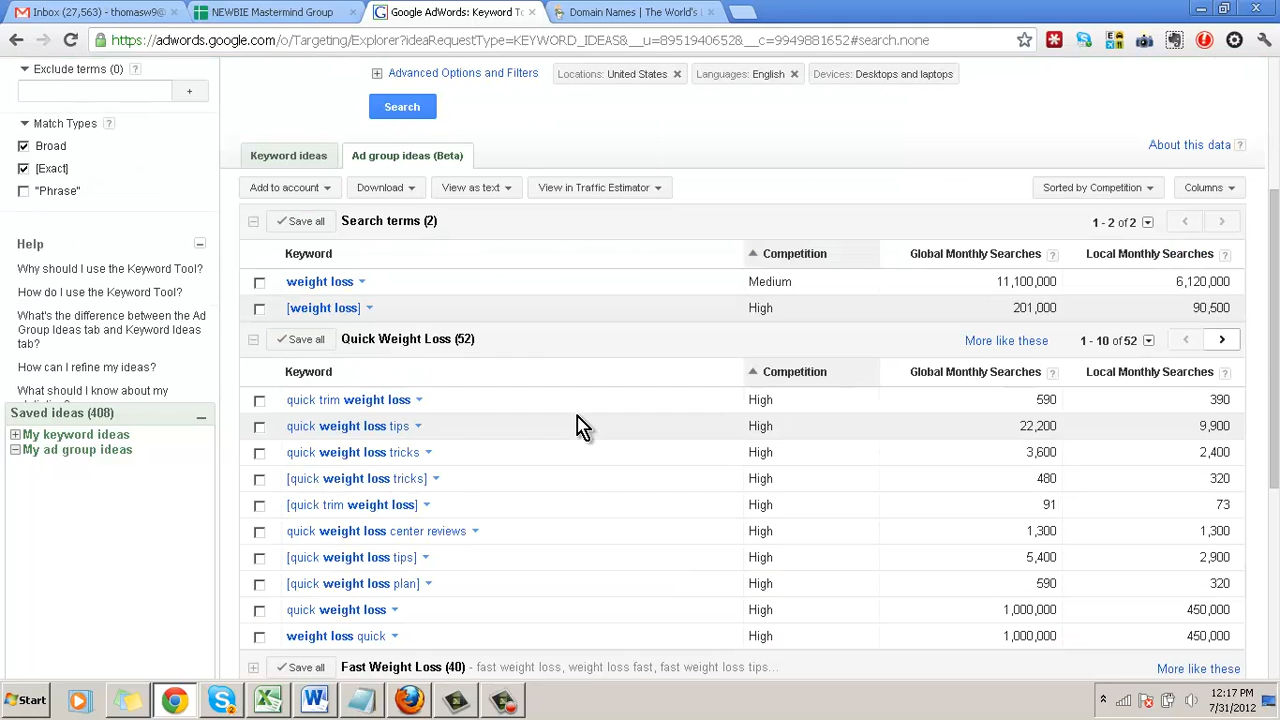 Inbox (27,563) - thomasw9@
NEWBIE Mastermind Group
Google AdWords: Keyword To
Domain Names | The World's
https://adwords.google.com/o/Targeting/Explorer?ideaRequestType=KEYWORD_IDEAS&__u=8951940652&__c=9949881652#search.none
Exclude terms (0) ?
+
Match Types ?
Broad
[Exact]
"Phrase"
Help
Why should I use the Keyword Tool?
How do I use the Keyword Tool?
What's the difference between the Ad
Group Ideas tab and Keyword Ideas
tab?
How can I refine my ideas?
What should I know about my
Saved ideas (408)
My keyword ideas
My ad group ideas
Advanced Options and Filters
Locations: United States
Languages: English
Devices: Desktops and laptops
Search
About this data ?
Keyword ideas
Ad group ideas (Beta)
Add to account
Download
View as text
View in Traffic Estimator
Sorted by Competition
Columns
Save all Search terms (2) 1 - 2 of 2
Keyword Competition Global Monthly Searches ? Local Monthly Searches ?
weight loss Medium 11,100,000 6,120,000
[weight loss] High 201,000 90,500
Save all Quick Weight Loss (52) More like these 1 - 10 of 52
Keyword Competition Global Monthly Searches ? Local Monthly Searches ?
quick trim weight loss High 590 390
quick weight loss tips High 22,200 9,900
quick weight loss tricks High 3,600 2,400
[quick weight loss tricks] High 480 320
[quick trim weight loss] High 91 73
quick weight loss center reviews High 1,300 1,300
[quick weight loss tips] High 5,400 2,900
[quick weight loss plan] High 590 320
quick weight loss High 1,000,000 450,000
weight loss quick High 1,000,000 450,000
Save all Fast Weight Loss (40) - fast weight loss, weight loss fast, fast weight loss tips... More like these
Start
12:17 PM
7/31/2012